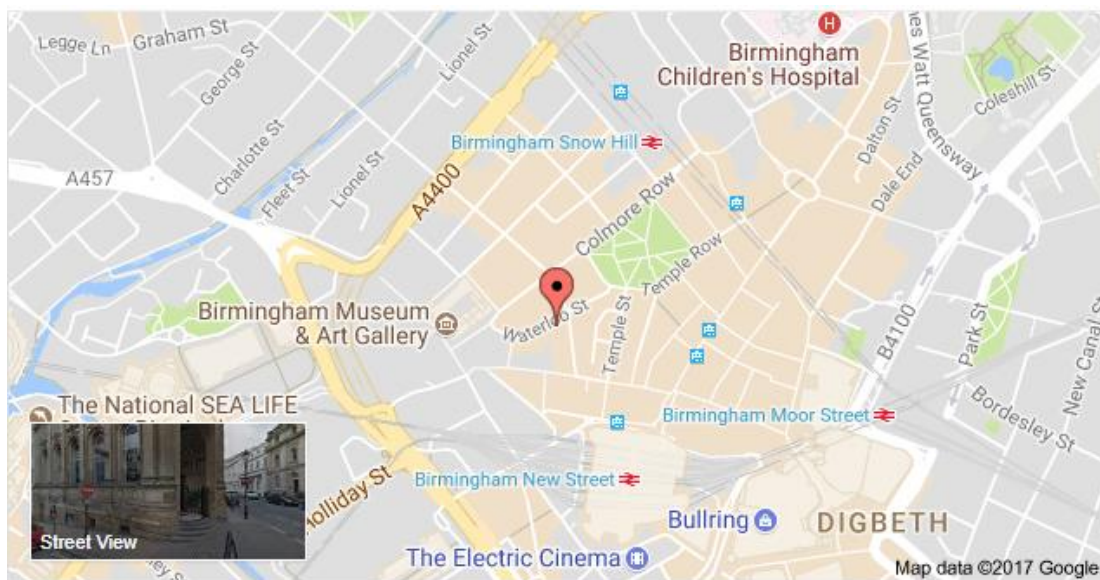 Legge Ln
Graham St
George St
Lionel St
Birmingham
Children's Hospital
Coleshill St
Watt Queensway
Dalton St
Dale End
Birmingham Snow Hill
A457
Charlotte St
Fleet St
Lionel St
A4400
Colmore Row
Temple Row
Birmingham Museum
& Art Gallery
Waterloo St
Temple St
B4100
Park St
New Canal St
The National SEA LIFE
Birmingham Moor Street
Bordesley St
Holliday St
Birmingham New Street
Bullring
DIGBETH
Street View
The Electric Cinema
Map data ©2017 Google